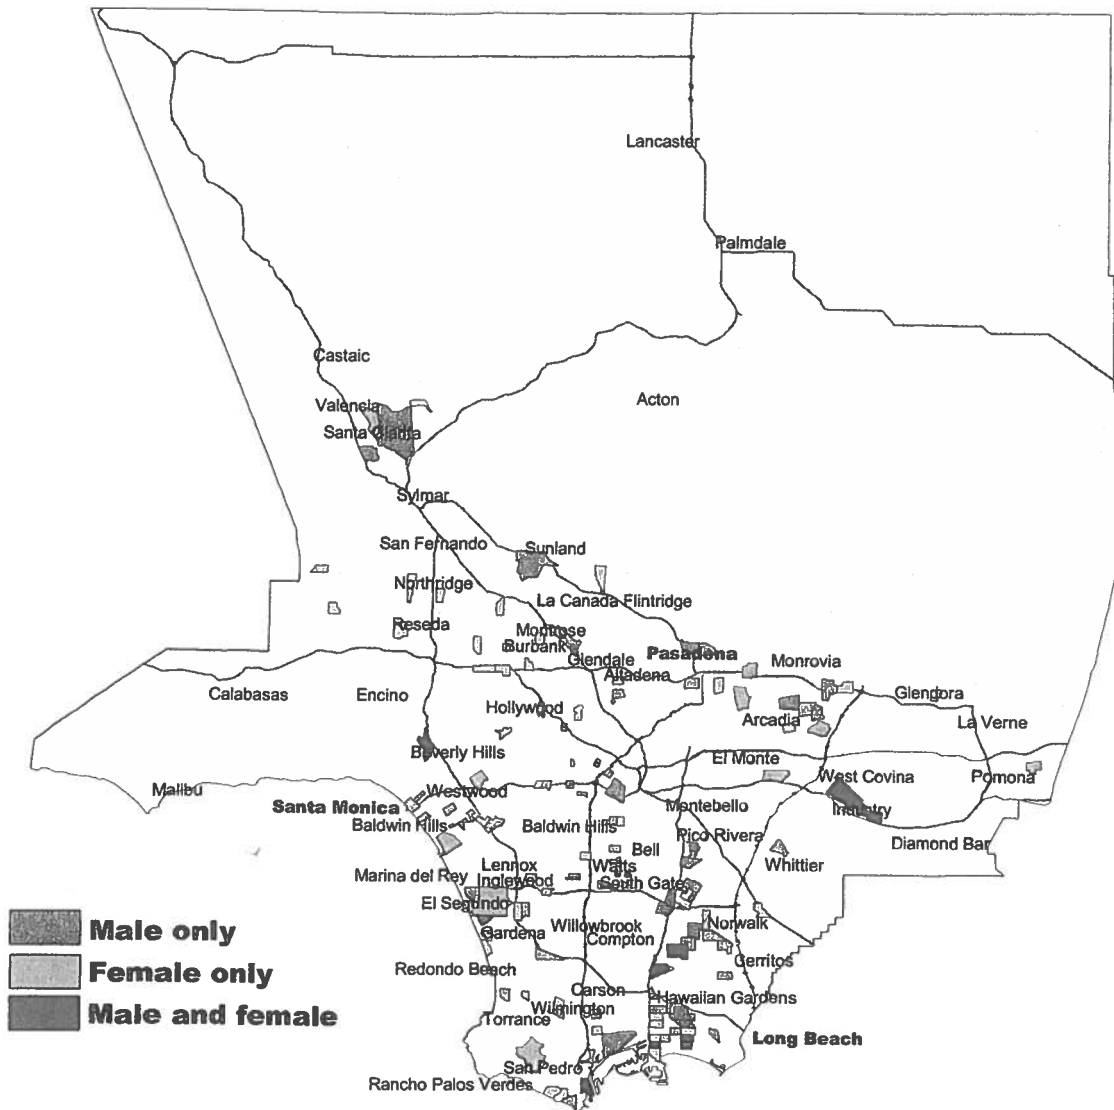 Lancaster
Palmdale
Castaic
Acton
Valencia
Santa Clarita
Sylmar
San Fernando
Sunland
Northridge
La Canada Flintridge
Reseda
Montrose
Burbank
Glendale
Pasadena
Monrovia
Altadena
Calabasas
Encino
Glendora
Hollywood
Arcadia
La Verne
Beverly Hills
El Monte
West Covina
Pomona
Malibu
Westwood
Santa Monica
Montebello
Industry
Baldwin Hills
Baldwin Hills
Pico Rivera
Diamond Bar
Bell
Whittier
Lennox
Watts
Marina del Rey
Inglewood
South Gate
El Segundo
Male only
Willowbrook
Norwalk
Gardena
Compton
Female only
Redondo Beach
Cerritos
Carson
Hawaiian Gardens
Male and female
Wilmington
Torrance
Long Beach
San Pedro
Rancho Palos Verdes